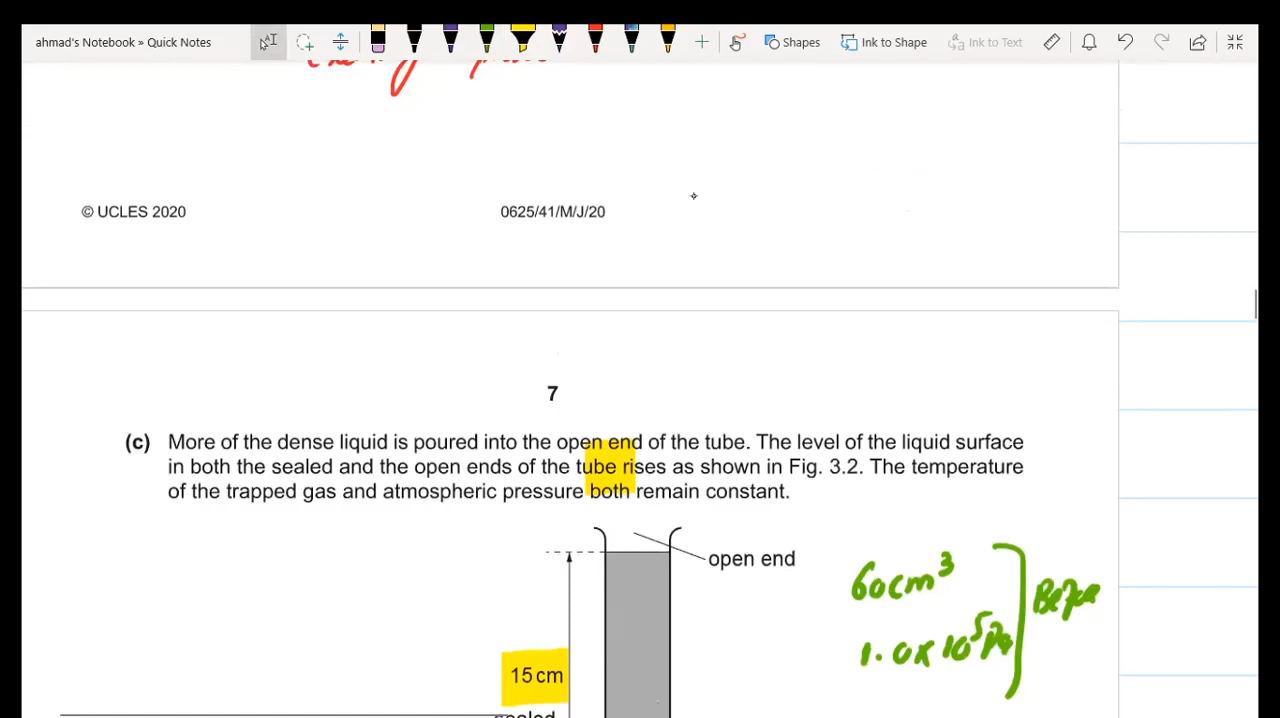 ahmad's Notebook » Quick Notes
Shapes
Ink to Shape
Ink to Text
© UCLES 2020
0625/41/M/J/20
7
(c) More of the dense liquid is poured into the open end of the tube. The level of the liquid surface
in both the sealed and the open ends of the tube rises as shown in Fig. 3.2. The temperature
of the trapped gas and atmospheric pressure both remain constant.
open end
60cm³
1.0x10⁵Pa
15 cm
sealed